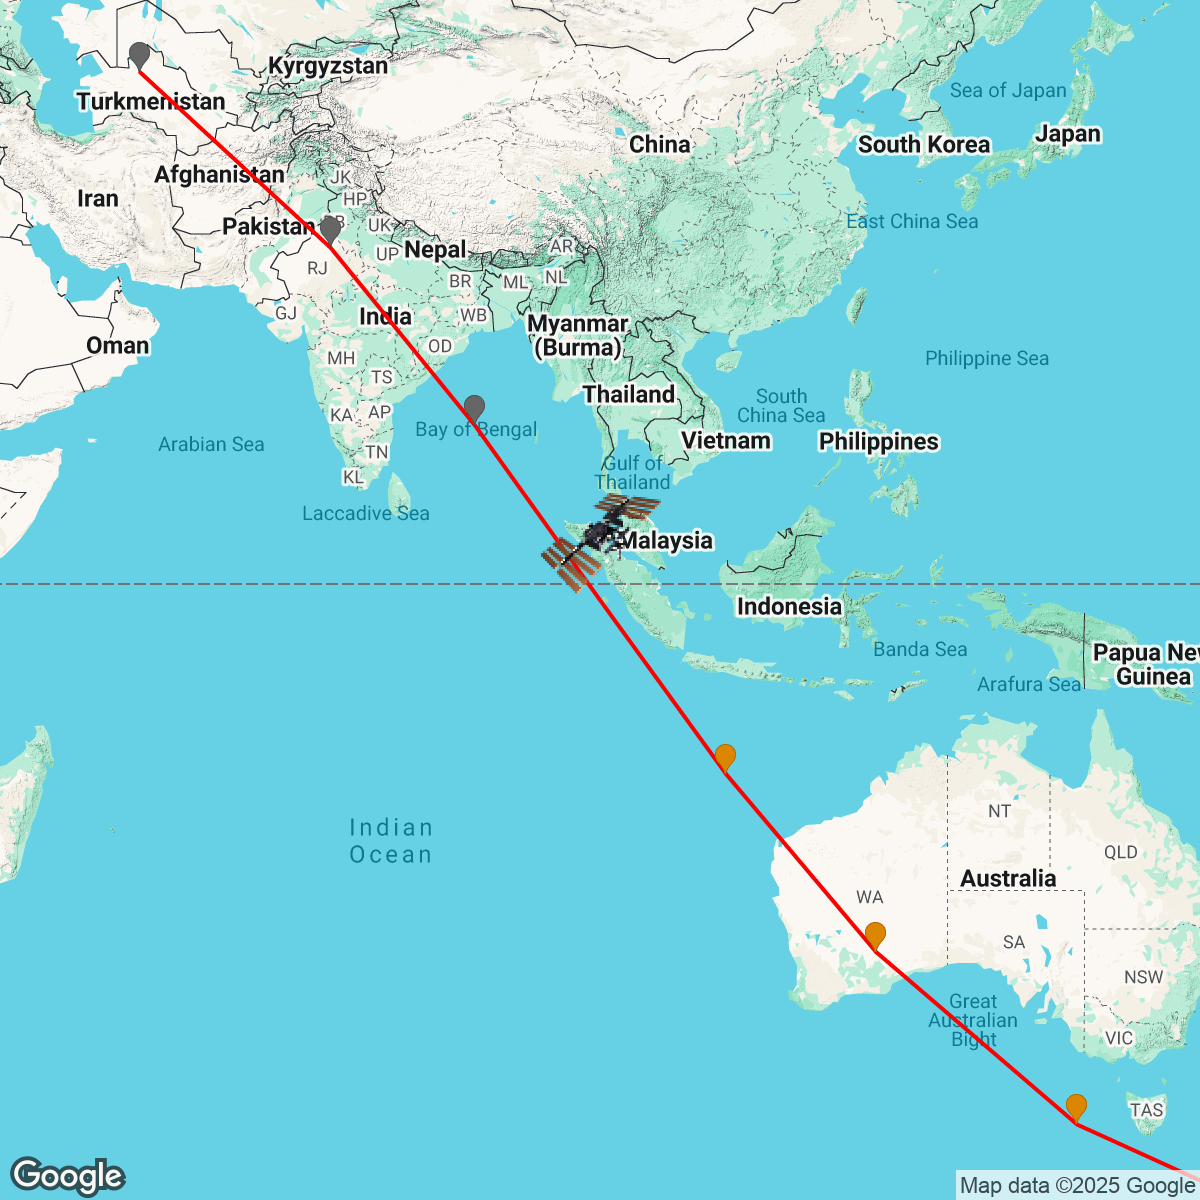 Kyrgyzstan
Turkmenistan
Sea of Japan
Japan
South Korea
China
Afghanistan
JK
Iran
HP
Pakistan
UK
East China Sea
Nepal
AR
UP
RJ
BR
ML
NL
GJ
India
WB
Myanmar
(Burma)
Oman
OD
MH
Philippine Sea
TS
Thailand
South
China Sea
KA
AP
Bay of Bengal
Arabian Sea
Vietnam
Philippines
TN
Gulf of
Thailand
KL
Laccadive Sea
Malaysia
Indonesia
Banda Sea
Papua New
Guinea
Arafura Sea
NT
Indian
Ocean
QLD
Australia
WA
SA
NSW
Great
Australian
Bight
VIC
TAS
Google
Map data ©2025 Google